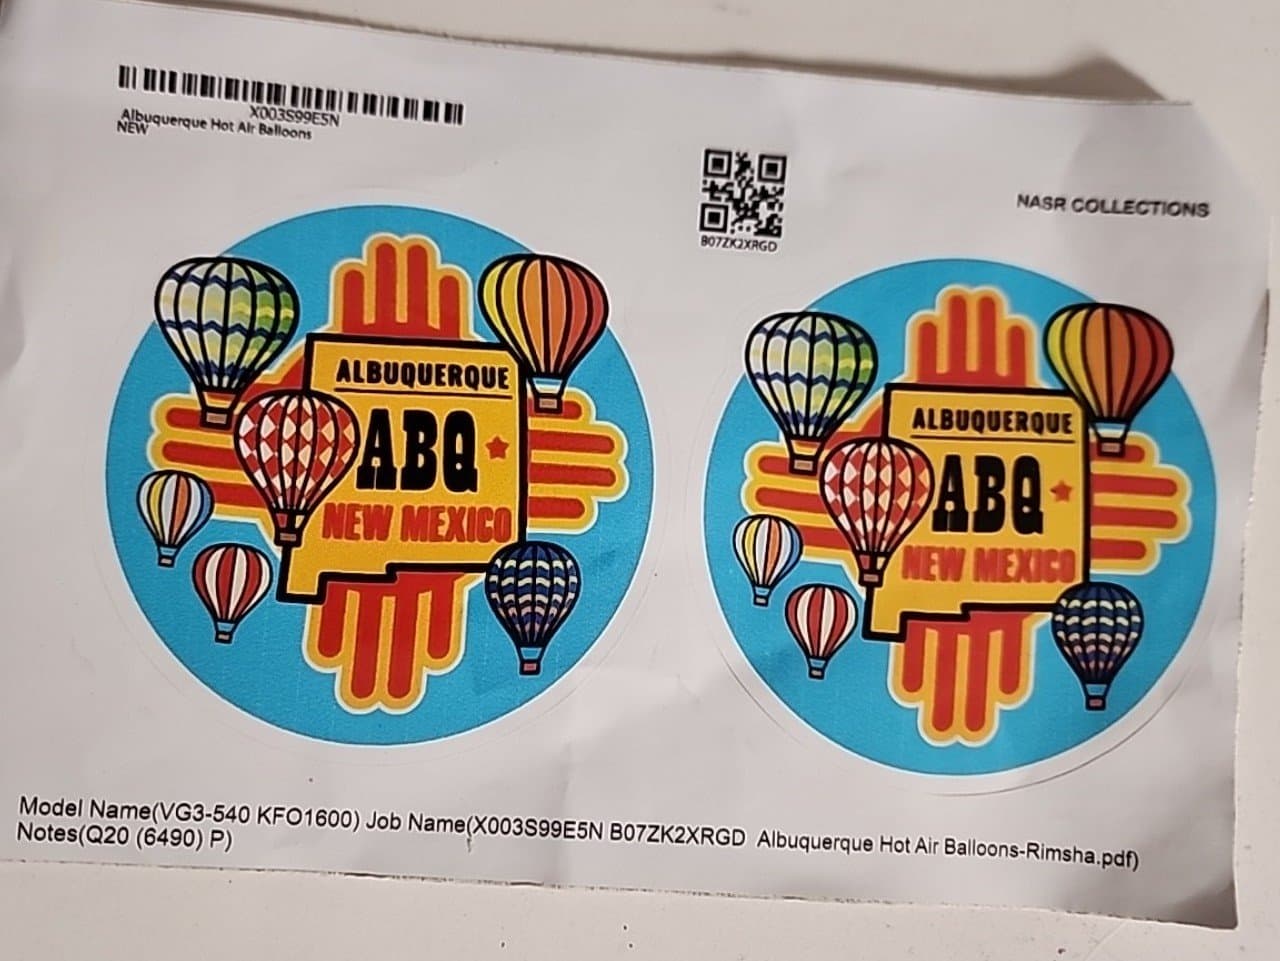 X003S99E5N
Albuquerque Hot Air Balloons
NEW
B07ZK2XRGD
NASR COLLECTIONS
ALBUQUERQUE
ABQ
NEW MEXICO
ALBUQUERQUE
ABQ
NEW MEXICO
Model Name(VG3-540 KFO1600) Job Name(X003S99E5N B07ZK2XRGD Albuquerque Hot Air Balloons-Rimsha.pdf)
Notes(Q20 (6490) P)